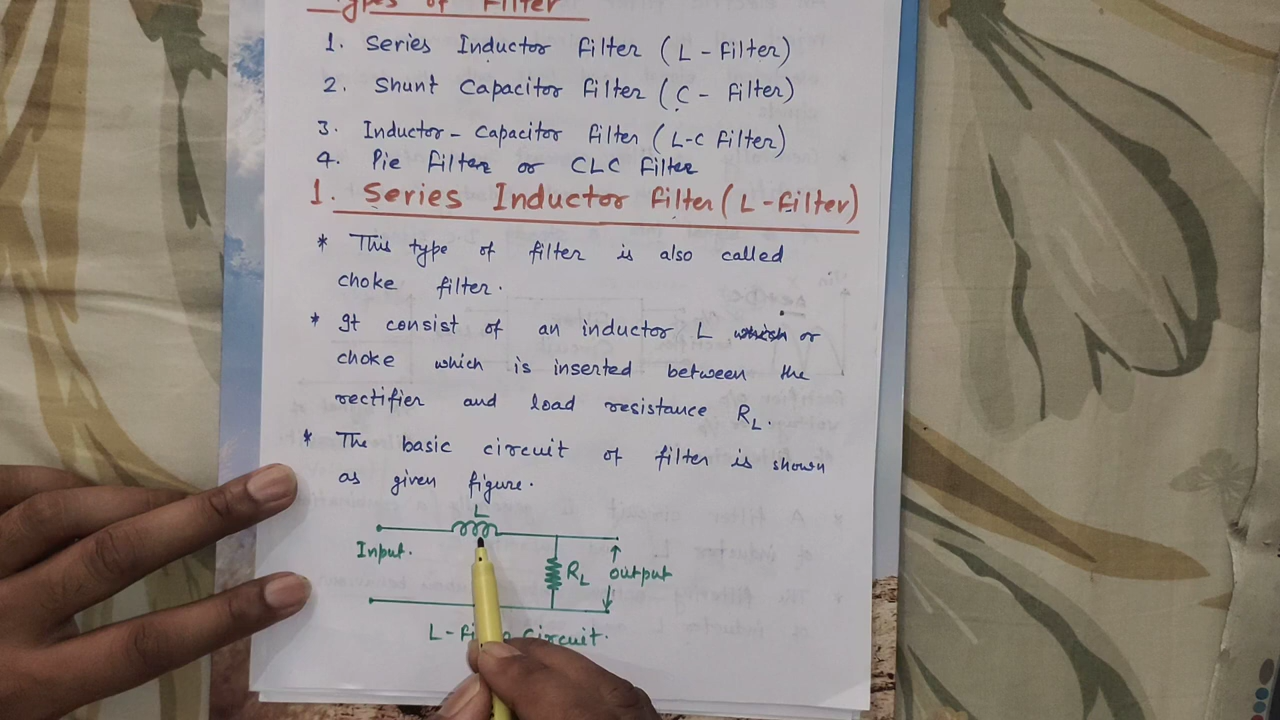 Types of Filter
1. Series Inductor Filter (L-Filter)
2. Shunt Capacitor Filter (C-Filter)
3. Inductor-Capacitor Filter (L-C Filter)
4. Pie Filter or CLC Filter
1. Series Inductor Filter (L-Filter)
* This type of filter is also called
choke filter.
* It consist of an inductor L or
choke which is inserted between the
rectifier and load resistance RL.
* The basic circuit of filter is shown
as given figure.
L
Input.
RL output
L- Circuit.